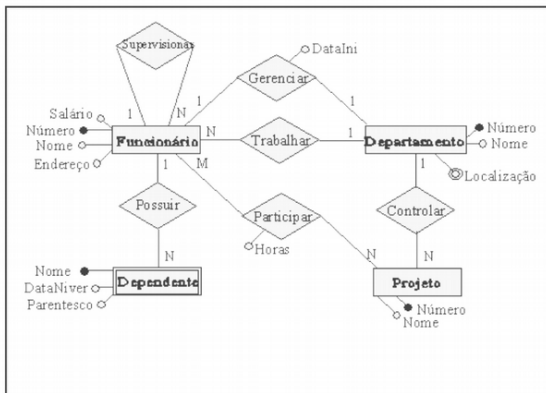 Supervisionar
DataIni
Gerenciar
Salário
1
N
1
1
Número
Nome
Funcionário
N
Trabalhar
1
Departamento
Número
Nome
Endereço
1
M
1
Localização
Possuir
Participar
Controlar
Horas
N
N
N
Nome
DataNiver
Dependente
Parentesco
Projeto
Número
Nome